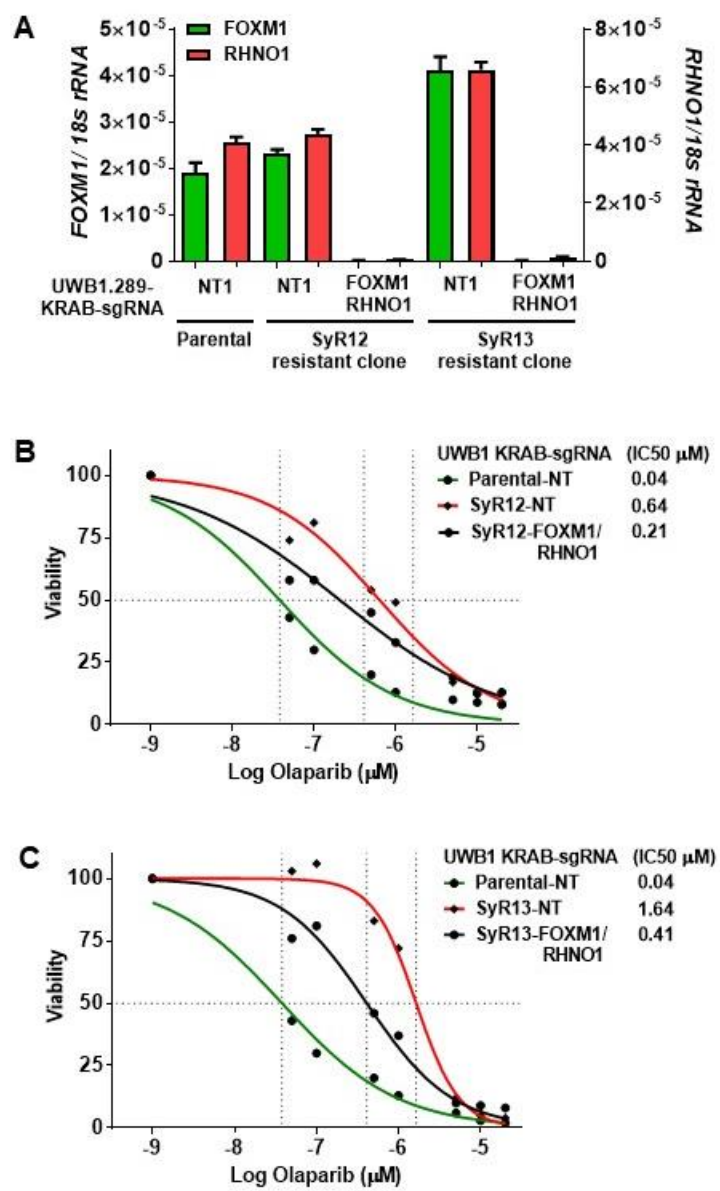 A
FOXM1
RHNO1
FOXM1/ 18s rRNA
5×10-5
4×10-5
3×10-5
2×10-5
1×10-5
0
8×10-5
6×10-5
4×10-5
2×10-5
0
RHNO1/18s rRNA
UWB1.289-
KRAB-sgRNA
NT1
NT1
FOXM1
RHNO1
NT1
FOXM1
RHNO1
Parental
SyR12
resistant clone
SyR13
resistant clone
B
Viability
100
75
50
25
0
-9
-8
-7
-6
-5
Log Olaparib (μM)
UWB1 KRAB-sgRNA (IC50 μM)
Parental-NT 0.04
SyR12-NT 0.64
SyR12-FOXM1/ 0.21
RHNO1
C
Viability
100
75
50
25
0
-9
-8
-7
-6
-5
Log Olaparib (μM)
UWB1 KRAB-sgRNA (IC50 μM)
Parental-NT 0.04
SyR13-NT 1.64
SyR13-FOXM1/ 0.41
RHNO1